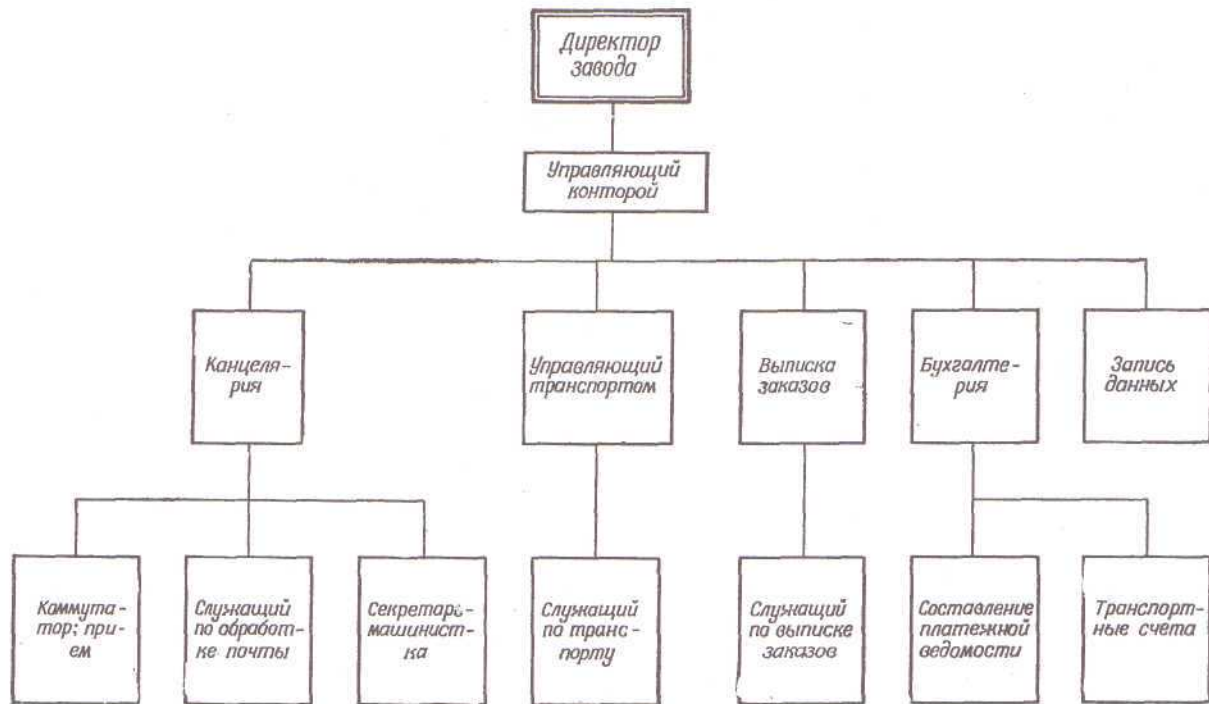 Директор
завода
Управляющий
конторой
Канцеля-
рия
Управляющий
транспортом
Выписка
заказов
Бухгалте-
рия
Запись
данных
Коммута-
тор; при-
ем
Служащий
по обработ-
ке почты
Секретарь-
машинист-
ка
Служащий
по транс-
порту
Служащий
по выписке
заказов
Составление
платежной
ведомости
Транспорт-
ные счета